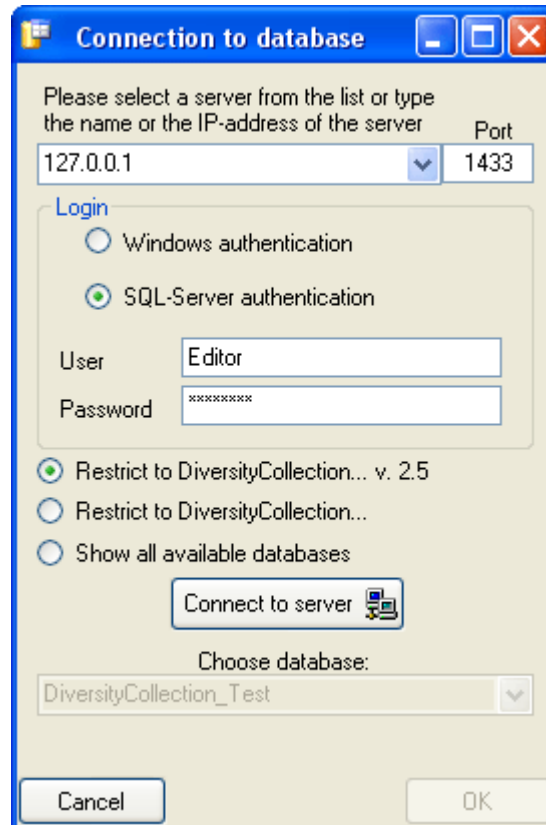 Connection to database
Please select a server from the list or type
the name or the IP-address of the server
Port
127.0.0.1
1433
Login
Windows authentication
SQL-Server authentication
User
Editor
Password
********
Restrict to DiversityCollection... v. 2.5
Restrict to DiversityCollection...
Show all available databases
Connect to server
Choose database:
DiversityCollection_Test
Cancel
OK